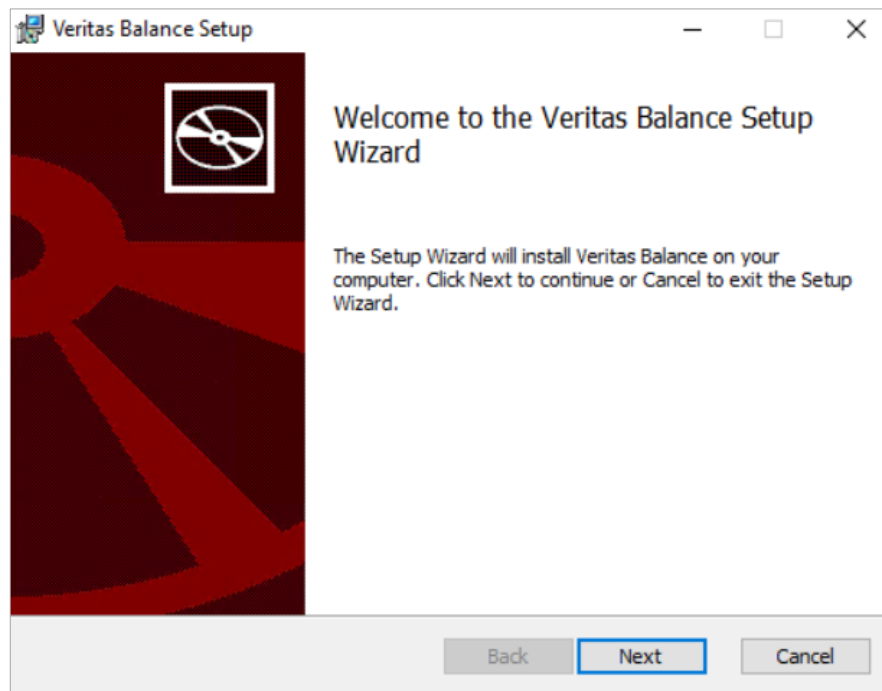 Veritas Balance Setup
Welcome to the Veritas Balance Setup
Wizard
The Setup Wizard will install Veritas Balance on your
computer. Click Next to continue or Cancel to exit the Setup
Wizard.
Back
Next
Cancel